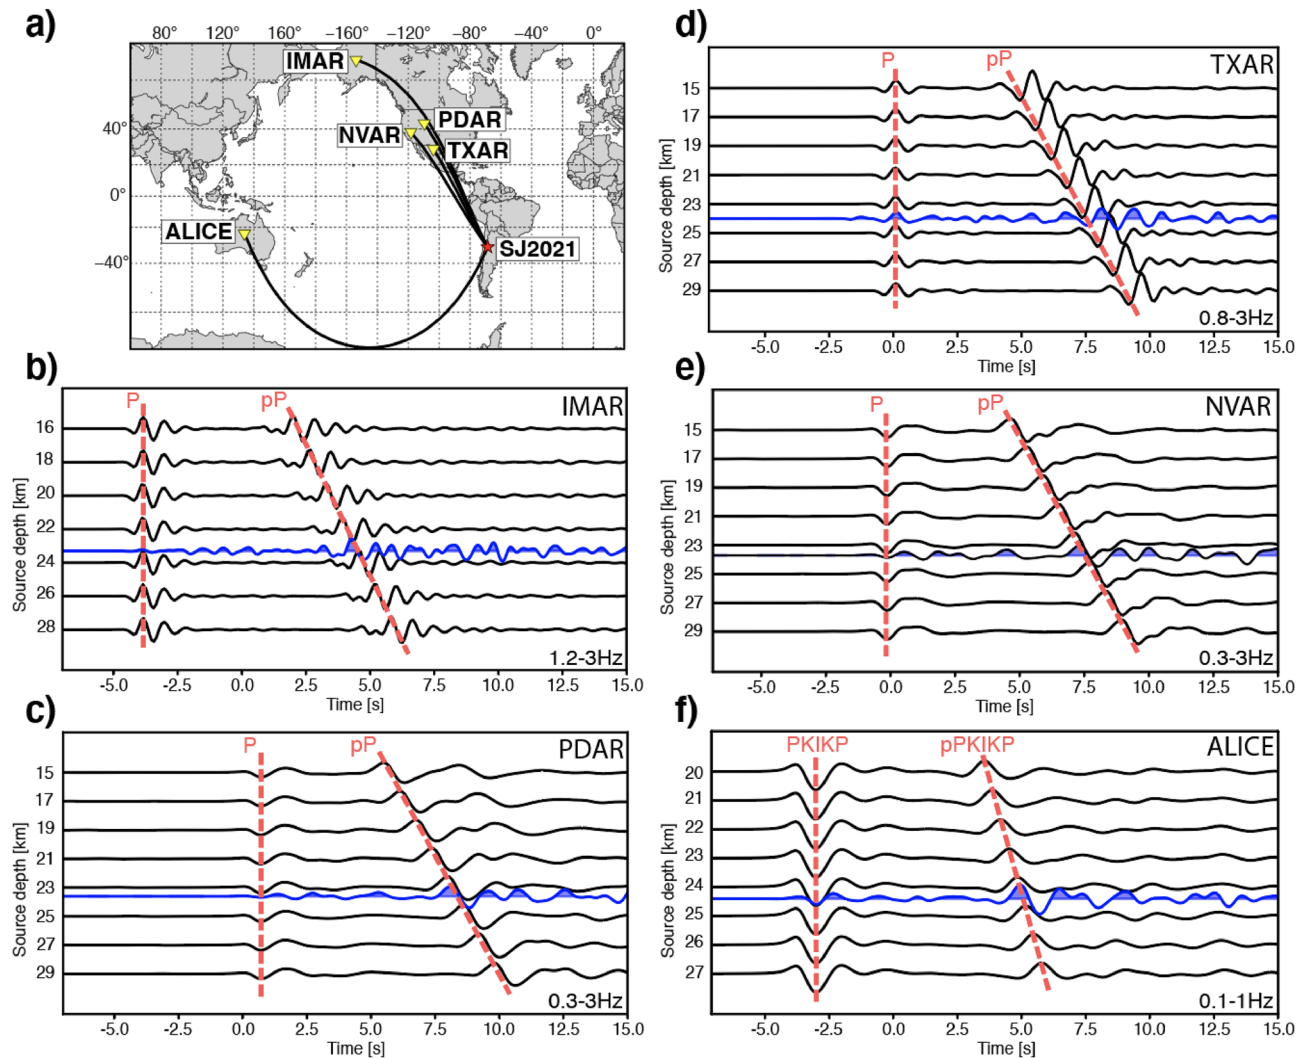 a)
80° 120° 160° −160° −120° −80° −40° 0°
40°
0°
−40°
IMAR
PDAR
NVAR
TXAR
ALICE
SJ2021
b)
IMAR
P
pP
16
18
20
22
24
26
28
Source depth [km]
1.2-3Hz
-5.0 -2.5 0.0 2.5 5.0 7.5 10.0 12.5 15.0
Time [s]
c)
PDAR
P
pP
15
17
19
21
23
25
27
29
Source depth [km]
0.3-3Hz
-5.0 -2.5 0.0 2.5 5.0 7.5 10.0 12.5 15.0
Time [s]
d)
TXAR
P
pP
15
17
19
21
23
25
27
29
Source depth [km]
0.8-3Hz
-5.0 -2.5 0.0 2.5 5.0 7.5 10.0 12.5 15.0
Time [s]
e)
NVAR
P
pP
15
17
19
21
23
25
27
29
Source depth [km]
0.3-3Hz
-5.0 -2.5 0.0 2.5 5.0 7.5 10.0 12.5 15.0
Time [s]
f)
PKIKP
pPKIKP
ALICE
20
21
22
23
24
25
26
27
Source depth [km]
0.1-1Hz
-5.0 -2.5 0.0 2.5 5.0 7.5 10.0 12.5 15.0
Time [s]